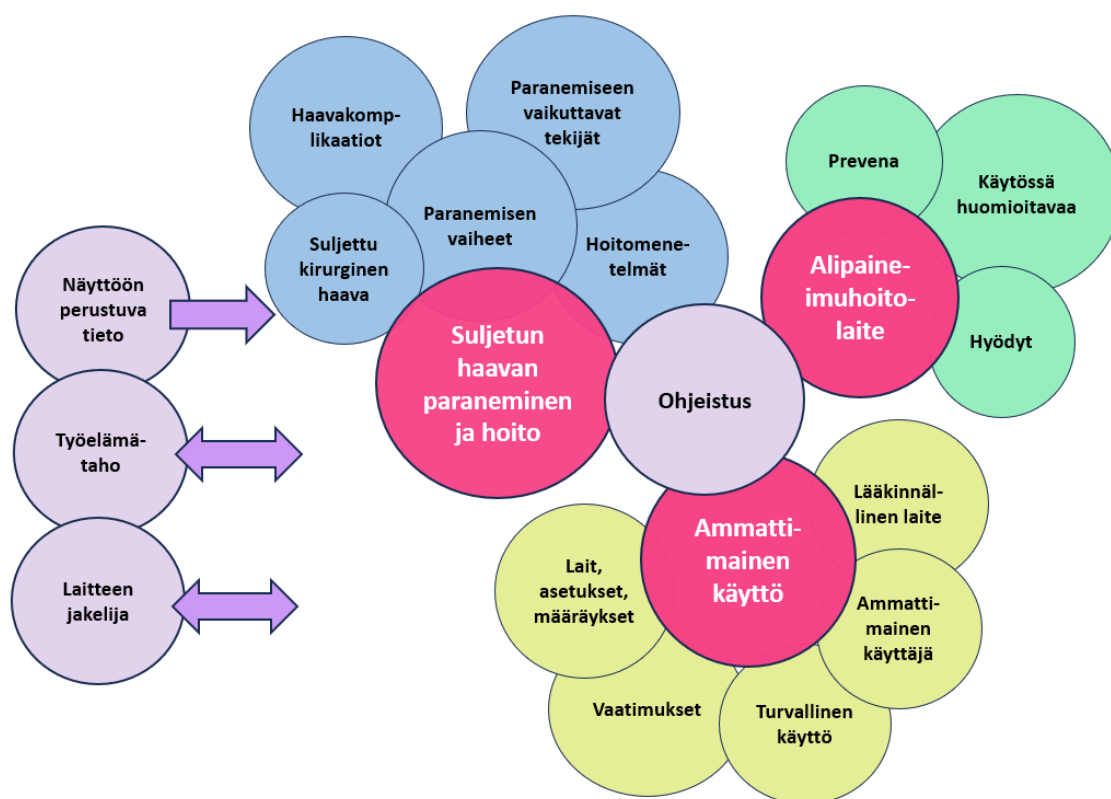 Haavakomp-
likaatiot
Paranemiseen
vaikuttavat
tekijät
Paranemisen
vaiheet
Suljettu
kirurginen
haava
Hoitomene-
telmät
Suljetun
haavan
paraneminen
ja hoito
Prevena
Käytössä
huomioitavaa
Alipaine-
imuhoito-
laite
Hyödyt
Näyttöön
perustuva
tieto
Työelämä-
taho
Laitteen
jakelija
Ohjeistus
Ammatti-
mainen
käyttö
Lääkinnäl-
linen laite
Ammatti-
mainen
käyttäjä
Lait,
asetukset,
määräykset
Vaatimukset
Turvallinen
käyttö